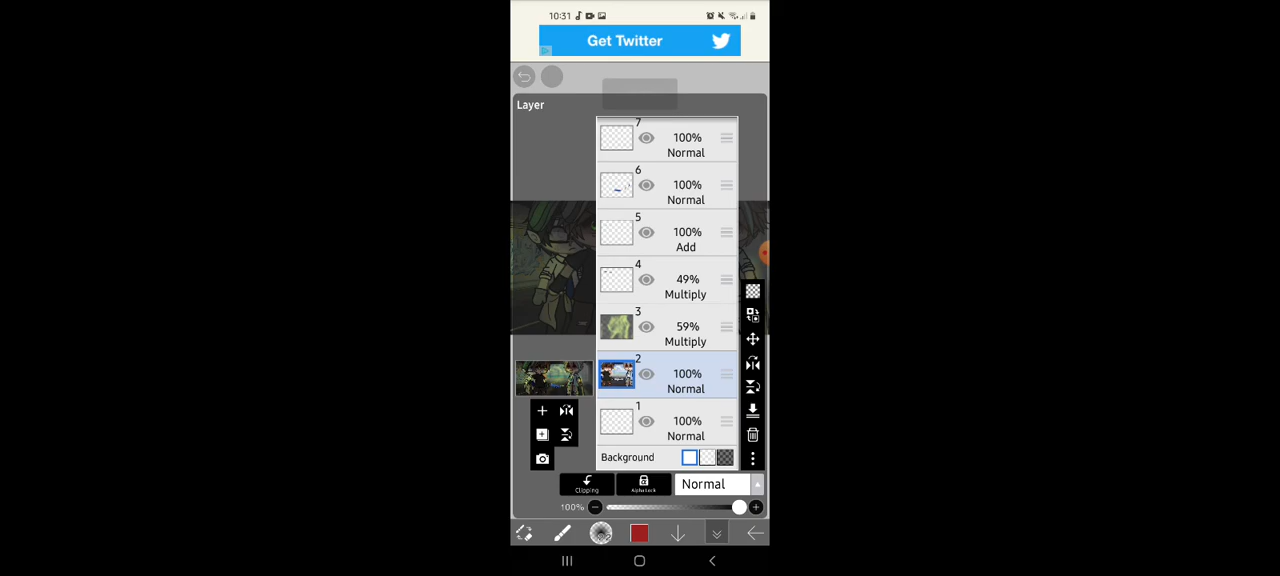 10:31
Get Twitter
Layer
7
100%
Normal
6
100%
Normal
5
100%
Add
4
49%
Multiply
3
59%
Multiply
2
100%
Normal
1
100%
Normal
Background
Clipping
AlphaLock
Normal
100%